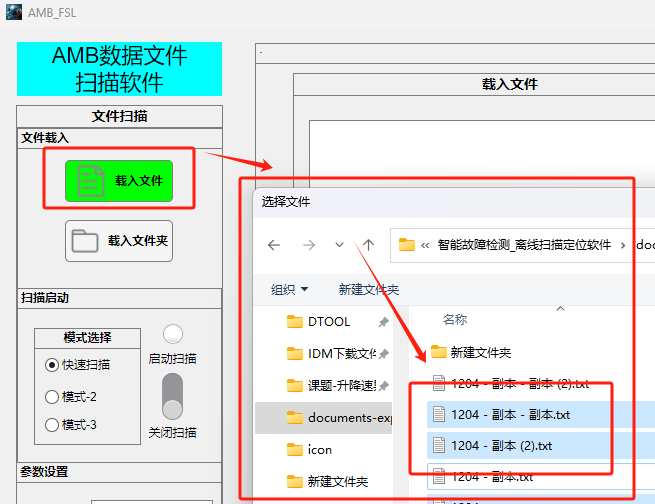 AMB_FSL
AMB数据文件
扫描软件
文件扫描
文件载入
载入文件
载入文件夹
扫描启动
模式选择
快速扫描
模式-2
模式-3
启动扫描
关闭扫描
参数设置
载入文件
选择文件
« 智能故障检测_离线扫描定位软件 › doc
组织 新建文件夹
DTOOL
IDM下载文件
课题-升降速
documents-exp
icon
新建文件夹
名称
新建文件夹
1204 - 副本 - 副本 (2).txt
1204 - 副本 - 副本.txt
1204 - 副本 (2).txt
1204 - 副本.txt